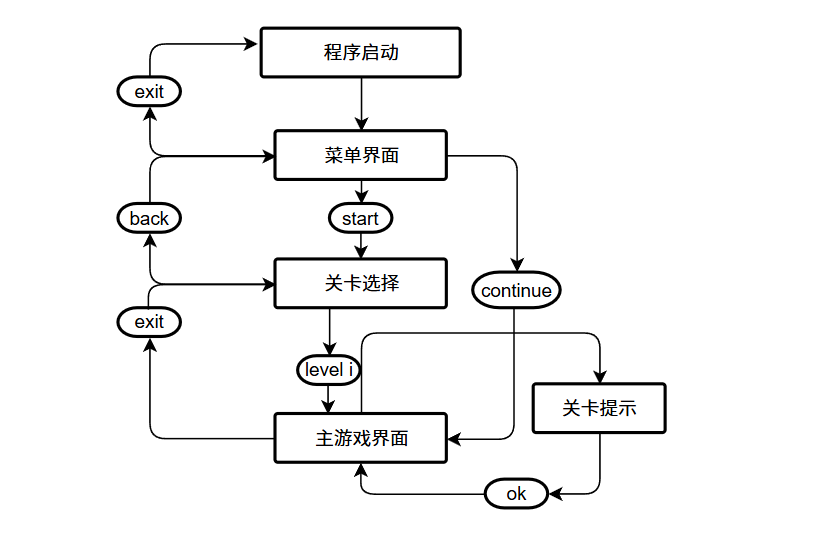 程序启动
exit
菜单界面
back
start
关卡选择
continue
exit
level i
关卡提示
主游戏界面
ok